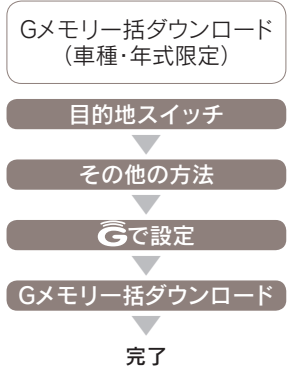 Gメモリ一括ダウンロード
（車種・年式限定）
目的地スイッチ
その他の方法
Gで設定
Gメモリ一括ダウンロード
完了